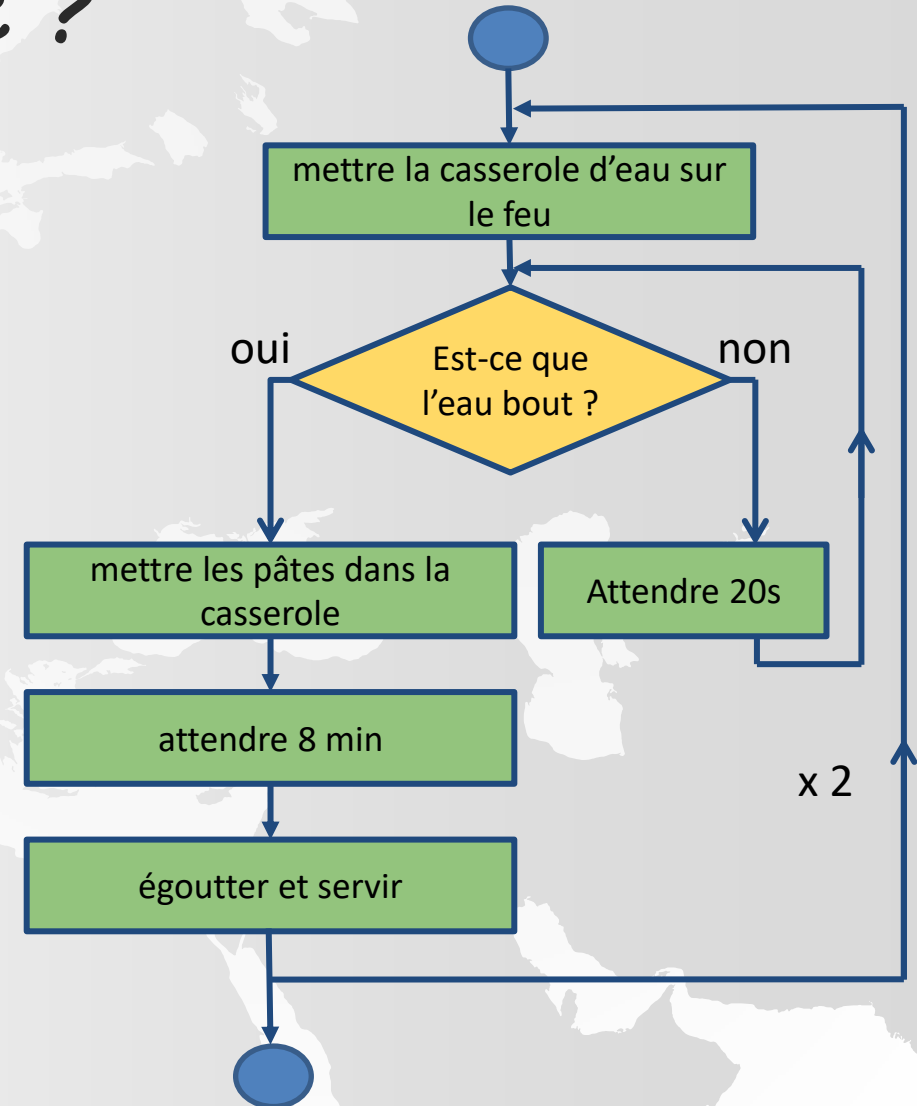 ?
mettre la casserole d’eau sur
le feu
oui
Est-ce que
l’eau bout ?
non
mettre les pâtes dans la
casserole
Attendre 20s
attendre 8 min
x 2
égoutter et servir